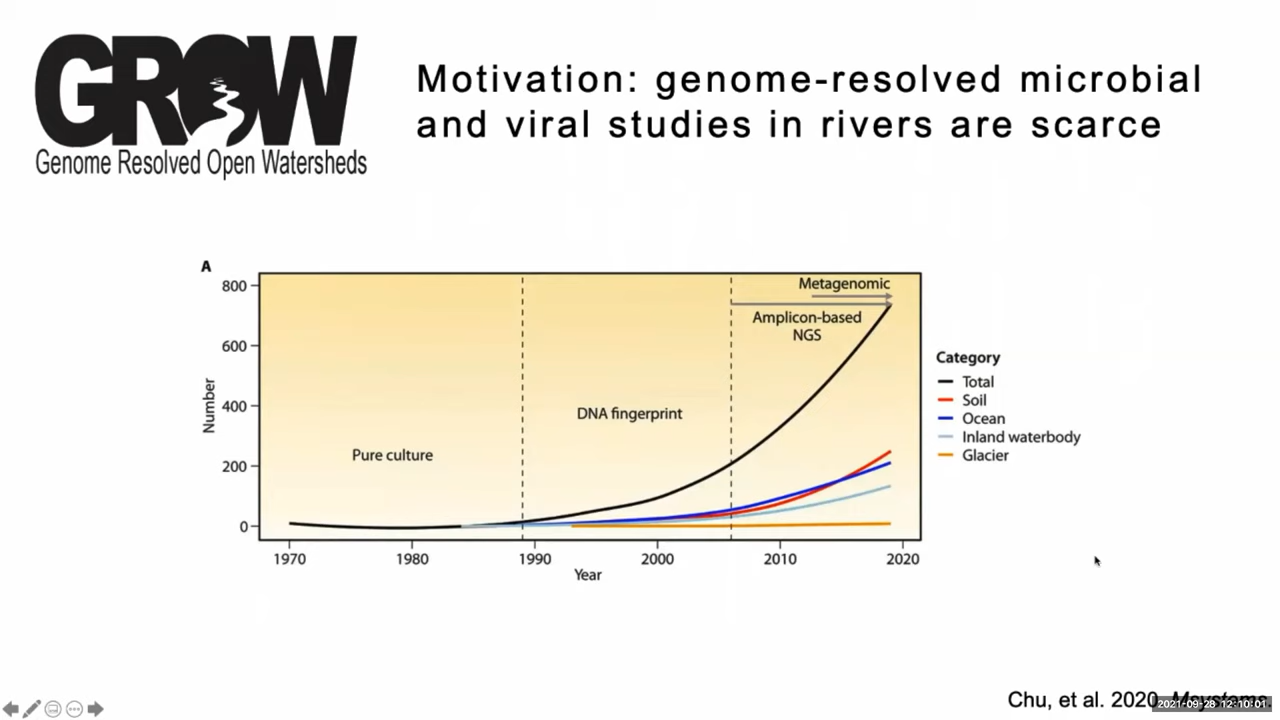 GROW
Genome Resolved Open Watersheds
Motivation: genome-resolved microbial
and viral studies in rivers are scarce
A
800
600
400
200
0
Number
Metagenomic
Amplicon-based
NGS
DNA fingerprint
Pure culture
1970 1980 1990 2000 2010 2020
Year
Category
Total
Soil
Ocean
Inland waterbody
Glacier
Chu, et al. 2020
2021-09-28 12:10:01